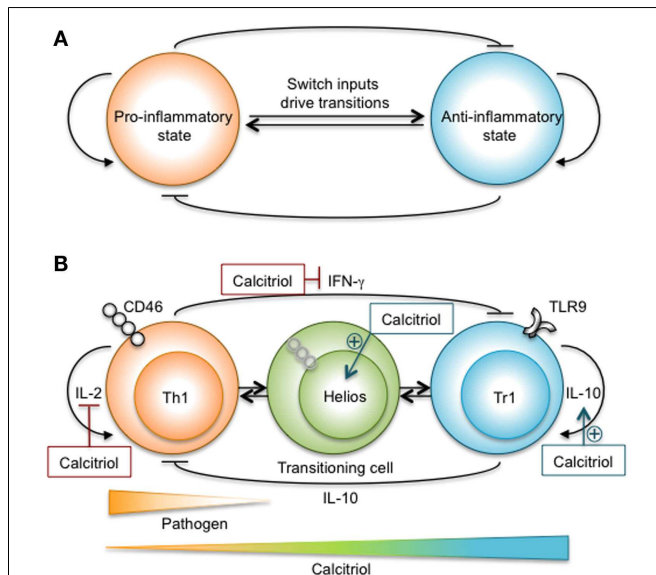 A
Switch inputs
drive transitions
Pro-inflammatory
state
Anti-inflammatory
state
B
Calcitriol
IFN-γ
CD46
TLR9
Calcitriol
IL-2
Th1
Helios
Tr1
IL-10
Calcitriol
Calcitriol
Transitioning cell
IL-10
Pathogen
Calcitriol